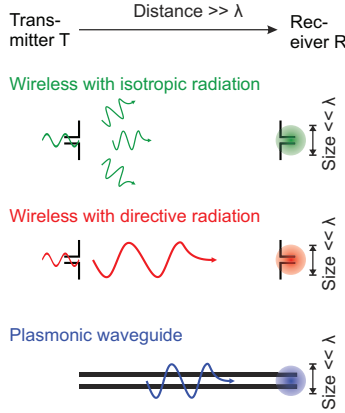 Trans-
mitter T
Distance >> λ
Rec-
eiver R
Wireless with isotropic radiation
Size << λ
Wireless with directive radiation
Size << λ
Plasmonic waveguide
Size << λ